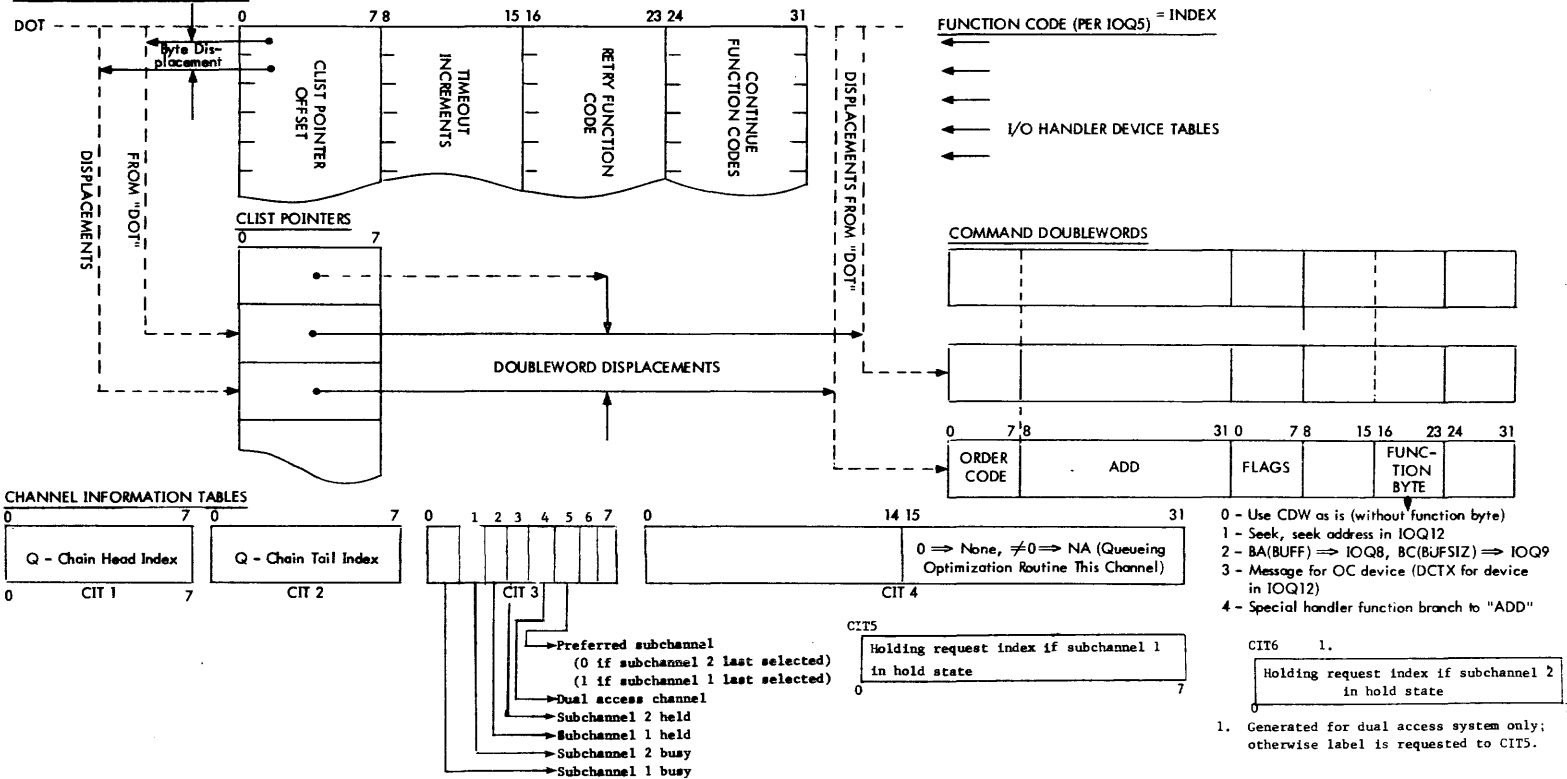 0 7 8 15 16 23 24 31
DOT
FUNCTION CODE (PER IOQ5) = INDEX
Byte Dis-
placement
CLIST POINTER
OFFSET
TIMEOUT
INCREMENTS
RETRY FUNCTION
CODE
CONTINUE
FUNCTION CODES
I/O HANDLER DEVICE TABLES
DISPLACEMENTS
FROM "DOT"
DISPLACEMENTS FROM "DOT"
CLIST POINTERS
0 7
DOUBLEWORD DISPLACEMENTS
COMMAND DOUBLEWORDS
0 7 8 31 0 7 8 15 16 23 24 31
ORDER
CODE
ADD
FLAGS
FUNC-
TION
BYTE
0 - Use CDW as is (without function byte)
1 - Seek, seek address in IOQ12
2 - BA(BUFF) ⇒ IOQ8, BC(BUFSIZ) ⇒ IOQ9
3 - Message for OC device (DCTX for device
in IOQ12)
4 - Special handler function branch to "ADD"
CHANNEL INFORMATION TABLES
0 7
Q - Chain Head Index
0 CIT 1 7
0 7
Q - Chain Tail Index
CIT 2
0 1 2 3 4 5 6 7
CIT 3
0 14 15 31
0 ⇒ None, ≠0 ⇒ NA (Queueing
Optimization Routine This Channel)
CIT 4
Preferred subchannel
(0 if subchannel 2 last selected)
(1 if subchannel 1 last selected)
Dual access channel
Subchannel 2 held
Subchannel 1 held
Subchannel 2 busy
Subchannel 1 busy
CIT5
Holding request index if subchannel 1
in hold state
0 7
CIT6 1.
Holding request index if subchannel 2
in hold state
0
1. Generated for dual access system only;
otherwise label is requested to CIT5.